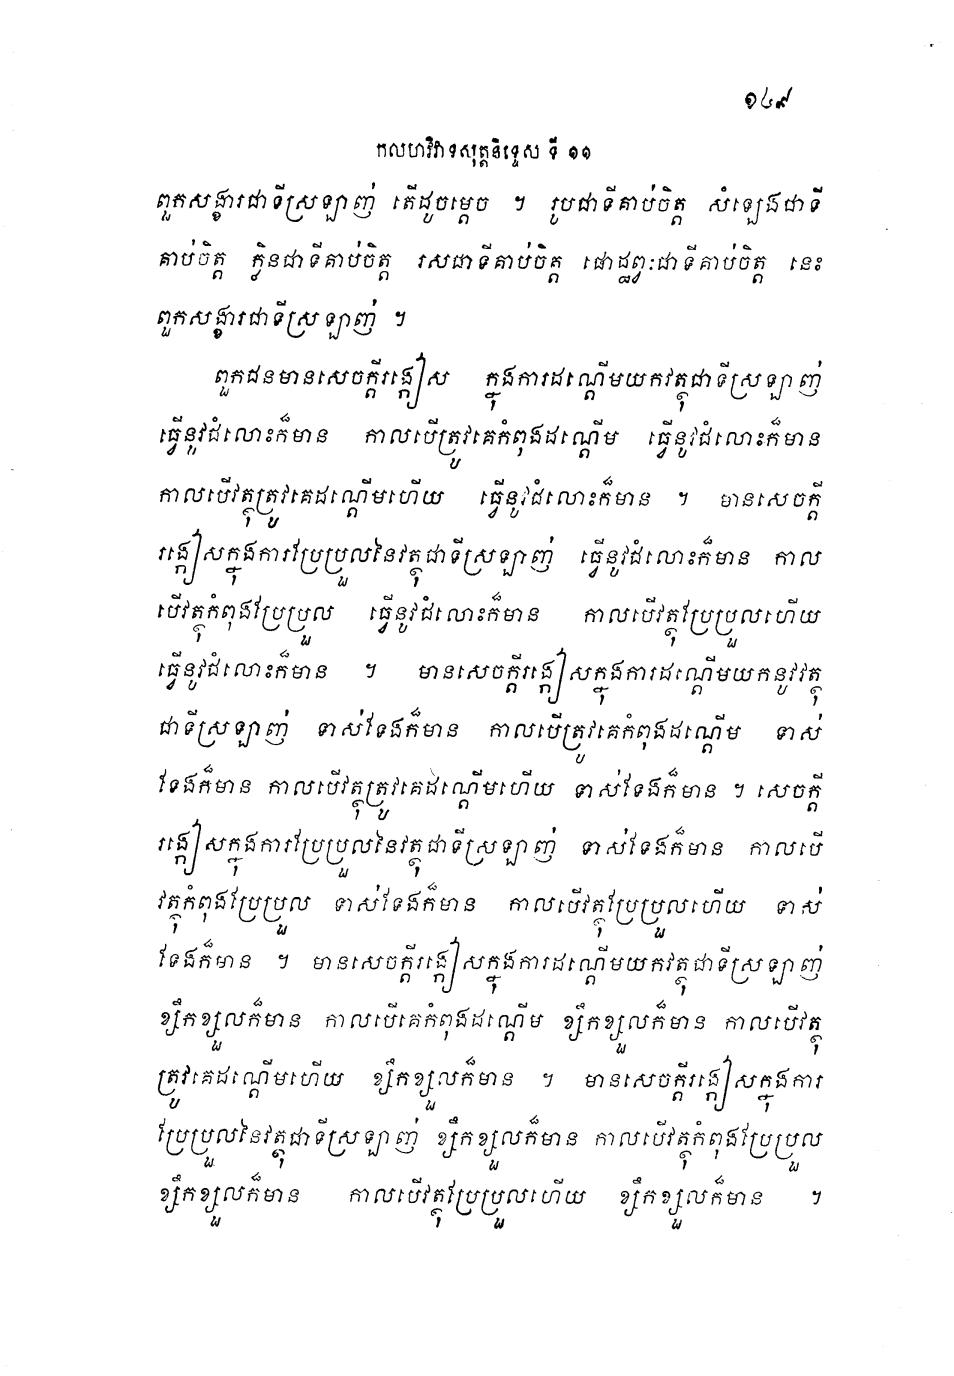 ១៤៩
កលហវិវាទសុត្តនិទ្ទេស ទី ១១
ពួកសង្ខារជាទីស្រឡាញ់ តើដូចម្តេច ។ រូបជាទីគាប់ចិត្ត សំឡេងជាទី
គាប់ចិត្ត ក្លិនជាទីគាប់ចិត្ត រសជាទីគាប់ចិត្ត ផោដ្ឋព្វៈជាទីគាប់ចិត្ត នេះ
ពួកសង្ខារជាទីស្រឡាញ់ ។
ពួកជនមានសេចក្តីរង្កៀស ក្នុងការដណ្តើមយកវត្ថុជាទីស្រឡាញ់
ធ្វើនូវជំលោះក៏មាន កាលបើត្រូវគេកំពុងដណ្តើម ធ្វើនូវជំលោះក៏មាន
កាលបើវត្ថុត្រូវគេដណ្តើមហើយ ធ្វើនូវជំលោះក៏មាន ។ មានសេចក្តី
រង្កៀសក្នុងការប្រែប្រួលនៃវត្ថុជាទីស្រឡាញ់ ធ្វើនូវជំលោះក៏មាន កាល
បើវត្ថុកំពុងប្រែប្រួល ធ្វើនូវជំលោះក៏មាន កាលបើវត្ថុប្រែប្រួលហើយ
ធ្វើនូវជំលោះក៏មាន ។ មានសេចក្តីរង្កៀសក្នុងការដណ្តើមយកនូវវត្ថុ
ជាទីស្រឡាញ់ ទាស់ទែងក៏មាន កាលបើត្រូវគេកំពុងដណ្តើម ទាស់
ទែងក៏មាន កាលបើវត្ថុត្រូវគេដណ្តើមហើយ ទាស់ទែងក៏មាន ។ សេចក្តី
រង្កៀសក្នុងការប្រែប្រួលនៃវត្ថុជាទីស្រឡាញ់ ទាស់ទែងក៏មាន កាលបើ
វត្ថុកំពុងប្រែប្រួល ទាស់ទែងក៏មាន កាលបើវត្ថុប្រែប្រួលហើយ ទាស់
ទែងក៏មាន ។ មានសេចក្តីរង្កៀសក្នុងការដណ្តើមយកវត្ថុជាទីស្រឡាញ់
ខ្សឹកខ្សួលក៏មាន កាលបើគេកំពុងដណ្តើម ខ្សឹកខ្សួលក៏មាន កាលបើវត្ថុ
ត្រូវគេដណ្តើមហើយ ខ្សឹកខ្សួលក៏មាន ។ មានសេចក្តីរង្កៀសក្នុងការ
ប្រែប្រួលនៃវត្ថុជាទីស្រឡាញ់ ខ្សឹកខ្សួលក៏មាន កាលបើវត្ថុកំពុងប្រែប្រួល
ខ្សឹកខ្សួលក៏មាន កាលបើវត្ថុប្រែប្រួលហើយ ខ្សឹកខ្សួលក៏មាន ។